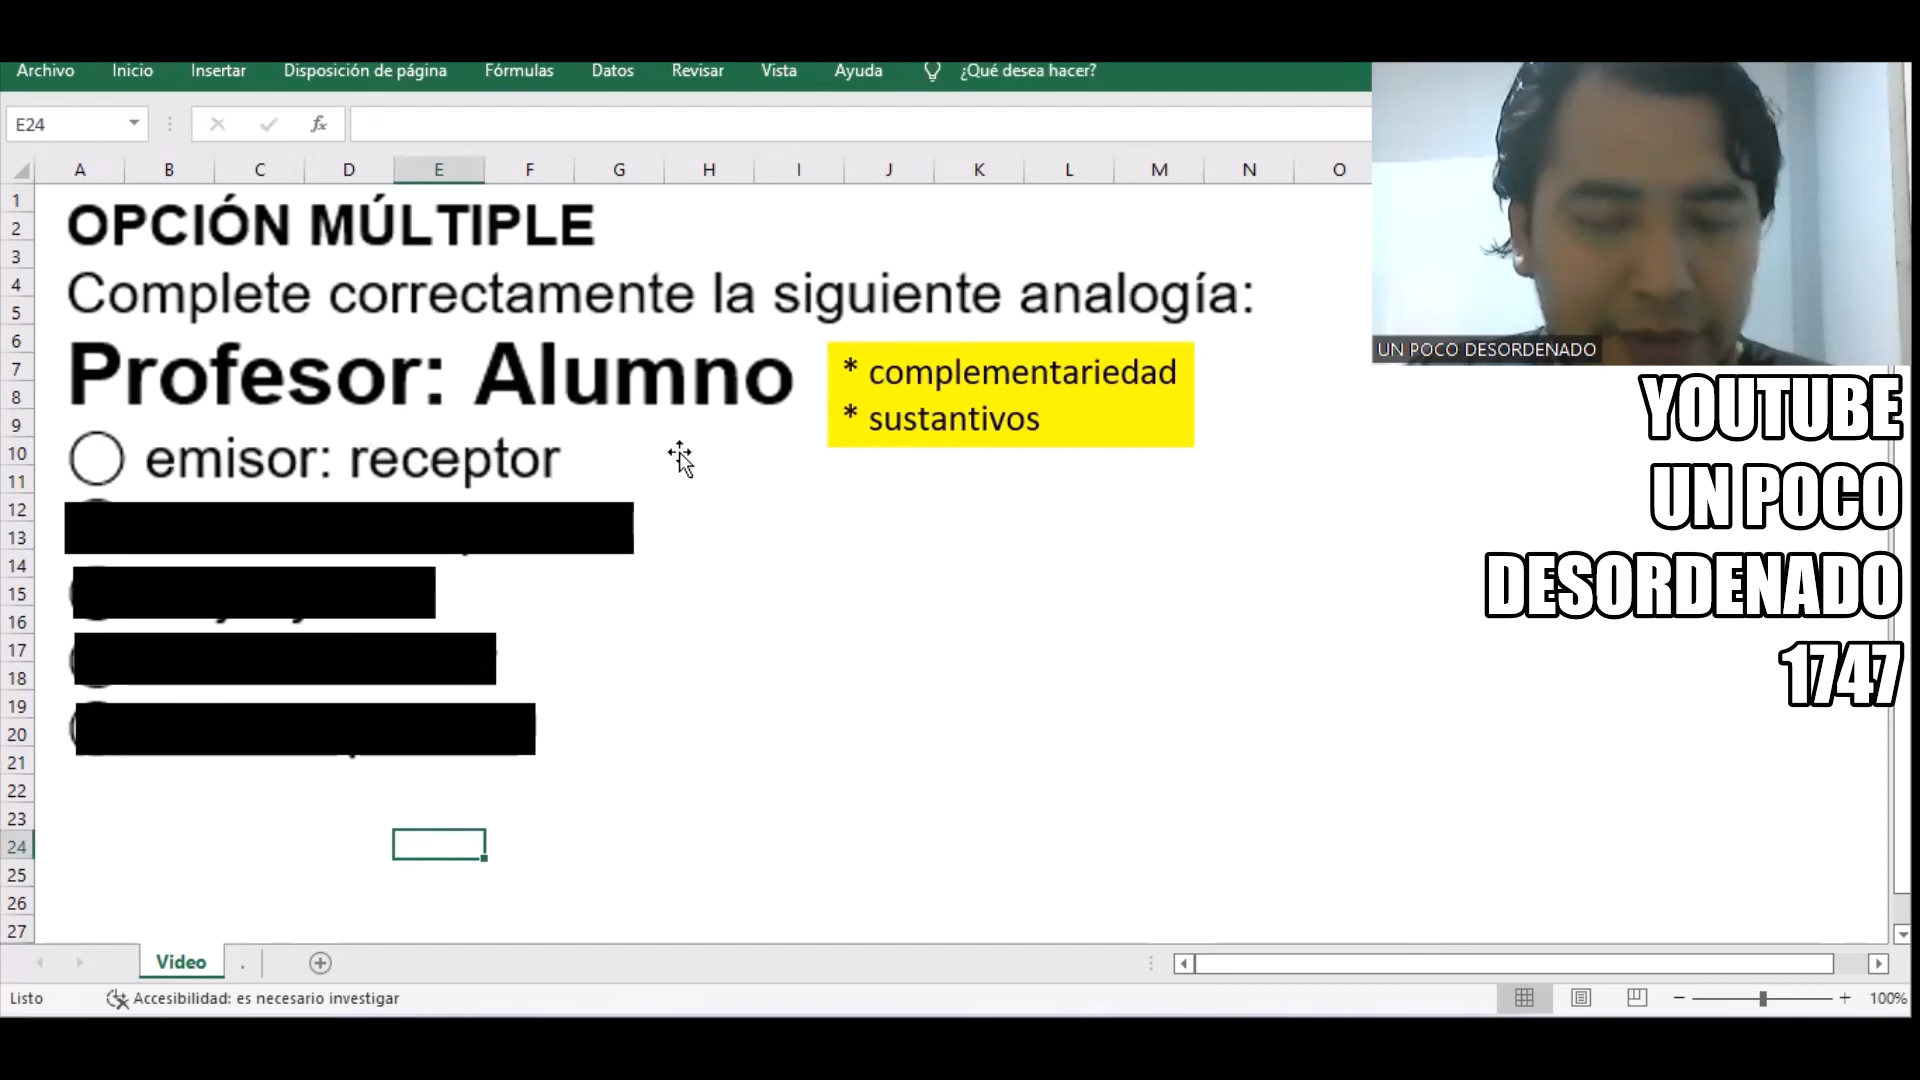 Archivo Inicio Insertar Disposición de página Fórmulas Datos Revisar Vista Ayuda ¿Qué desea hacer?
E24 fx
A B C D E F G H I J K L M N O
1
2
3
4
5
6
7
8
9
10
11
12
13
14
15
16
17
18
19
20
21
22
23
24
25
26
27
OPCIÓN MÚLTIPLE
Complete correctamente la siguiente analogía:
Profesor: Alumno
* complementariedad
* sustantivos
emisor: receptor
UN POCO DESORDENADO
YOUTUBE
UN POCO
DESORDENADO
1747
Video .
Listo Accesibilidad: es necesario investigar 100%